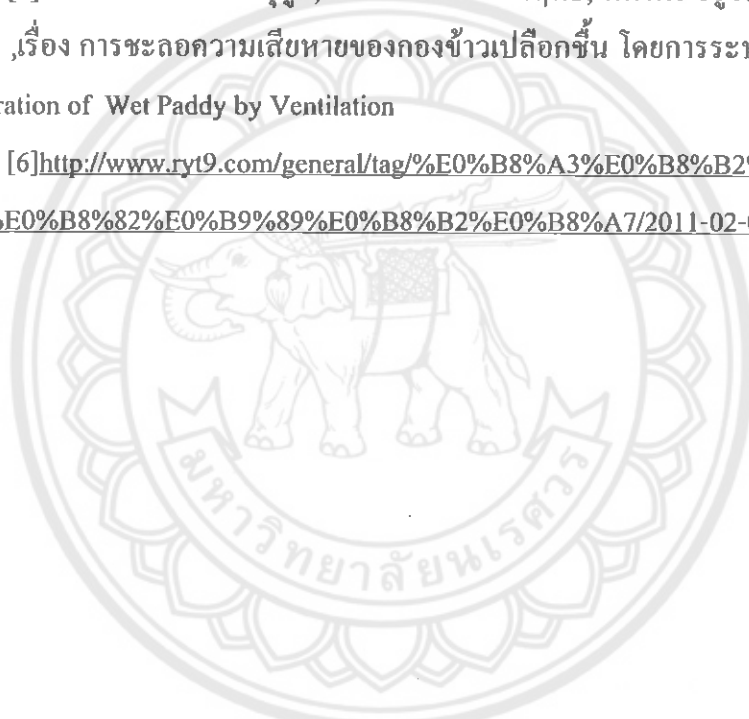 ,เรื่อง การชะลอความเสียหายของกองข้าวเปลือกชื้น โดยการระบ
ration of Wet Paddy by Ventilation
[6]http://www.ryt9.com/general/tag/%E0%B8%A3%E0%B8%B2%
%E0%B8%82%E0%B9%89%E0%B8%B2%E0%B8%A7/2011-02-0
มหาวิทยาลัยนเรศวร